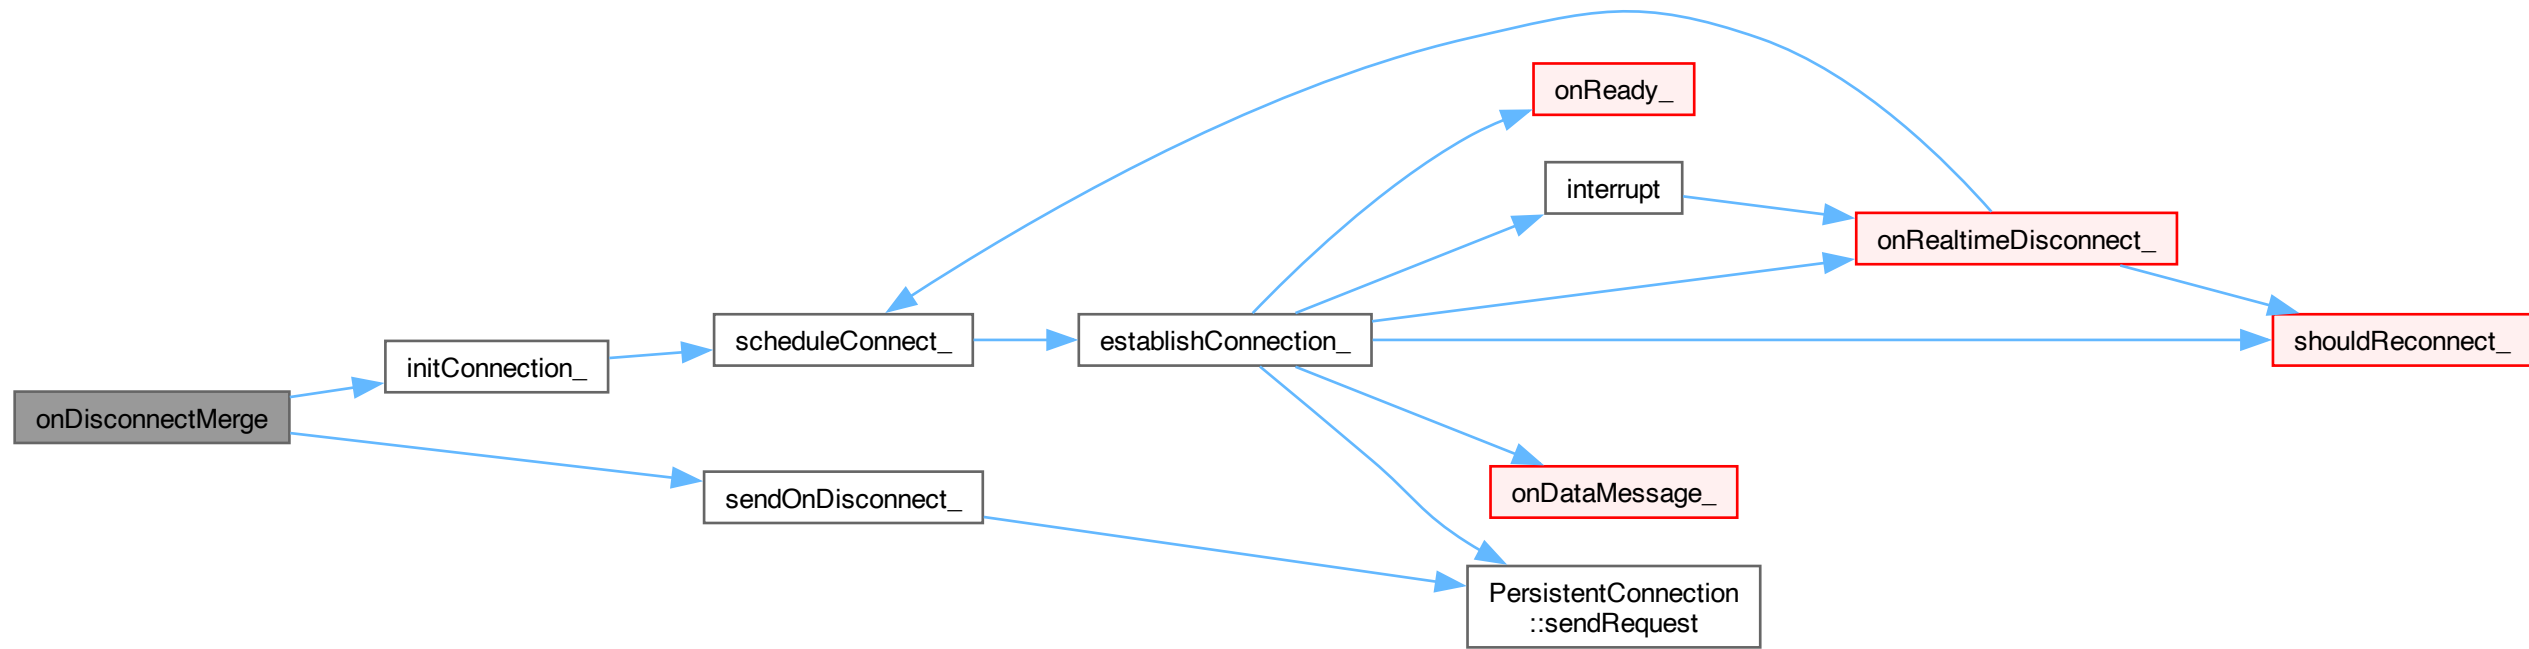 onReady_
interrupt
onRealtimeDisconnect_
scheduleConnect_
establishConnection_
shouldReconnect_
initConnection_
onDisconnectMerge
sendOnDisconnect_
onDataMessage_
PersistentConnection
::sendRequest